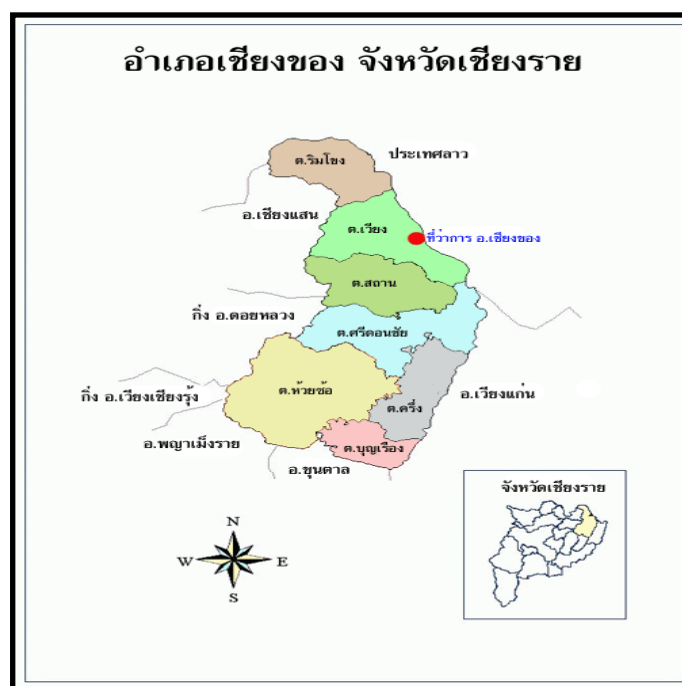 อำเภอเชียงของ จังหวัดเชียงราย
ต.ริมโขง
ประเทศลาว
อ.เชียงแสน
ต.เวียง
ที่ว่าการ อ.เชียงของ
ต.สถาน
กิ่ง อ.ดอยหลวง
ต.ศรีดอนชัย
ต.ห้วยซ้อ
กิ่ง อ.เวียงเชียงรุ้ง
อ.เวียงแก่น
ต.ครึ่ง
อ.พญาเม็งราย
ต.บุญเรือง
อ.ขุนตาล
จังหวัดเชียงราย
N
W
E
S